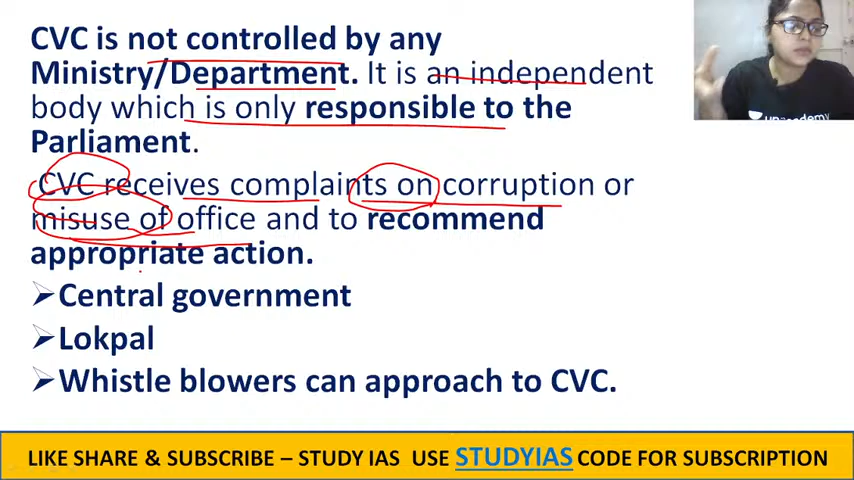 CVC is not controlled by any
Ministry/Department. It is an independent
body which is only responsible to the
Parliament.
CVC receives complaints on corruption or
misuse of office and to recommend
appropriate action.
➢Central government
➢Lokpal
➢Whistle blowers can approach to CVC.
LIKE SHARE & SUBSCRIBE – STUDY IAS USE STUDYIAS CODE FOR SUBSCRIPTION